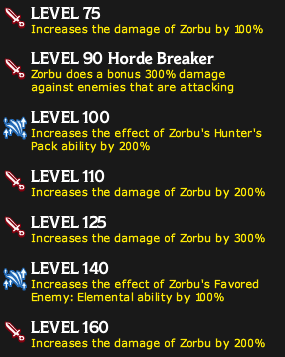 LEVEL 75
Increases the damage of Zorbu by 100%
LEVEL 90 Horde Breaker
Zorbu does a bonus 300% damage
against enemies that are attacking
LEVEL 100
Increases the effect of Zorbu's Hunter's
Pack ability by 200%
LEVEL 110
Increases the damage of Zorbu by 200%
LEVEL 125
Increases the damage of Zorbu by 300%
LEVEL 140
Increases the effect of Zorbu's Favored
Enemy: Elemental ability by 100%
LEVEL 160
Increases the damage of Zorbu by 200%